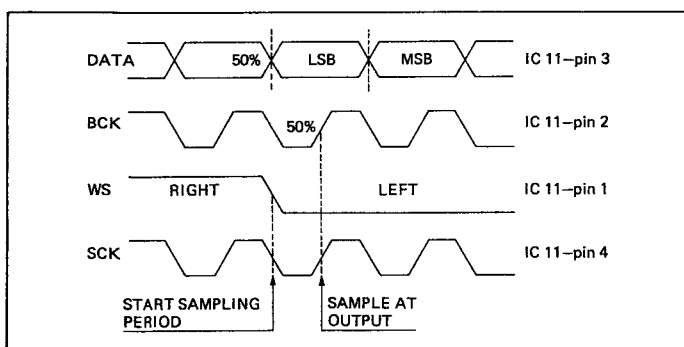 DATA 50% LSB MSB IC 11–pin 3
BCK 50% IC 11–pin 2
WS RIGHT LEFT IC 11–pin 1
SCK IC 11–pin 4
START SAMPLING PERIOD
SAMPLE AT OUTPUT